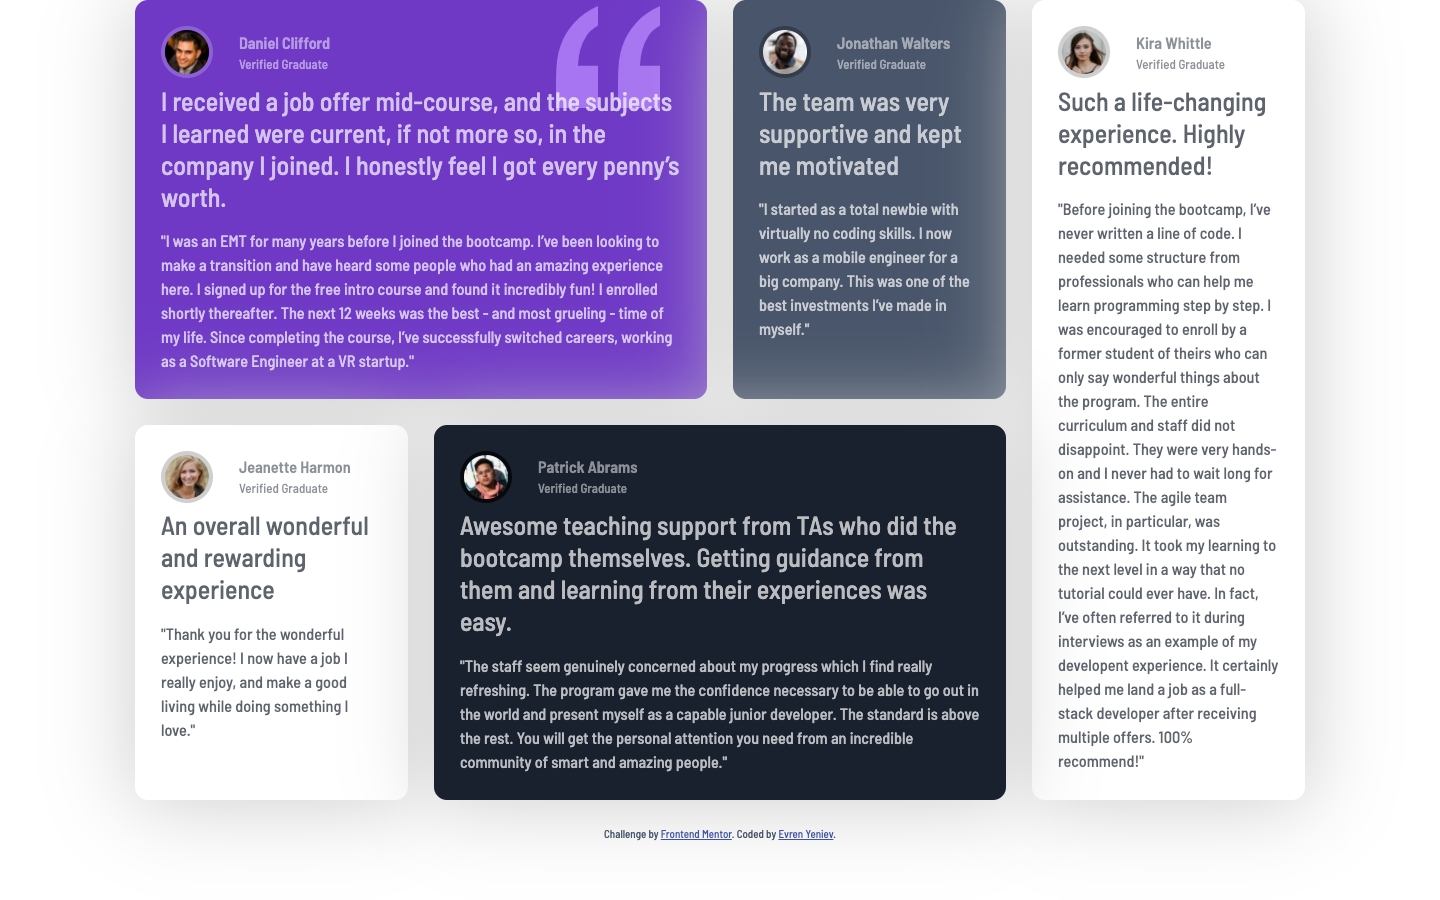 Daniel Clifford
Verified Graduate
I received a job offer mid-course, and the subjects
I learned were current, if not more so, in the
company I joined. I honestly feel I got every penny’s
worth.
"I was an EMT for many years before I joined the bootcamp. I’ve been looking to
make a transition and have heard some people who had an amazing experience
here. I signed up for the free intro course and found it incredibly fun! I enrolled
shortly thereafter. The next 12 weeks was the best - and most grueling - time of
my life. Since completing the course, I’ve successfully switched careers, working
as a Software Engineer at a VR startup."
Jonathan Walters
Verified Graduate
The team was very
supportive and kept
me motivated
"I started as a total newbie with
virtually no coding skills. I now
work as a mobile engineer for a
big company. This was one of the
best investments I’ve made in
myself."
Kira Whittle
Verified Graduate
Such a life-changing
experience. Highly
recommended!
"Before joining the bootcamp, I’ve
never written a line of code. I
needed some structure from
professionals who can help me
learn programming step by step. I
was encouraged to enroll by a
former student of theirs who can
only say wonderful things about
the program. The entire
curriculum and staff did not
disappoint. They were very hands-
on and I never had to wait long for
assistance. The agile team
project, in particular, was
outstanding. It took my learning to
the next level in a way that no
tutorial could ever have. In fact,
I’ve often referred to it during
interviews as an example of my
developent experience. It certainly
helped me land a job as a full-
stack developer after receiving
multiple offers. 100%
recommend!"
Jeanette Harmon
Verified Graduate
An overall wonderful
and rewarding
experience
"Thank you for the wonderful
experience! I now have a job I
really enjoy, and make a good
living while doing something I
love."
Patrick Abrams
Verified Graduate
Awesome teaching support from TAs who did the
bootcamp themselves. Getting guidance from
them and learning from their experiences was
easy.
"The staff seem genuinely concerned about my progress which I find really
refreshing. The program gave me the confidence necessary to be able to go out in
the world and present myself as a capable junior developer. The standard is above
the rest. You will get the personal attention you need from an incredible
community of smart and amazing people."
Challenge by Frontend Mentor. Coded by Evren Yeniev.